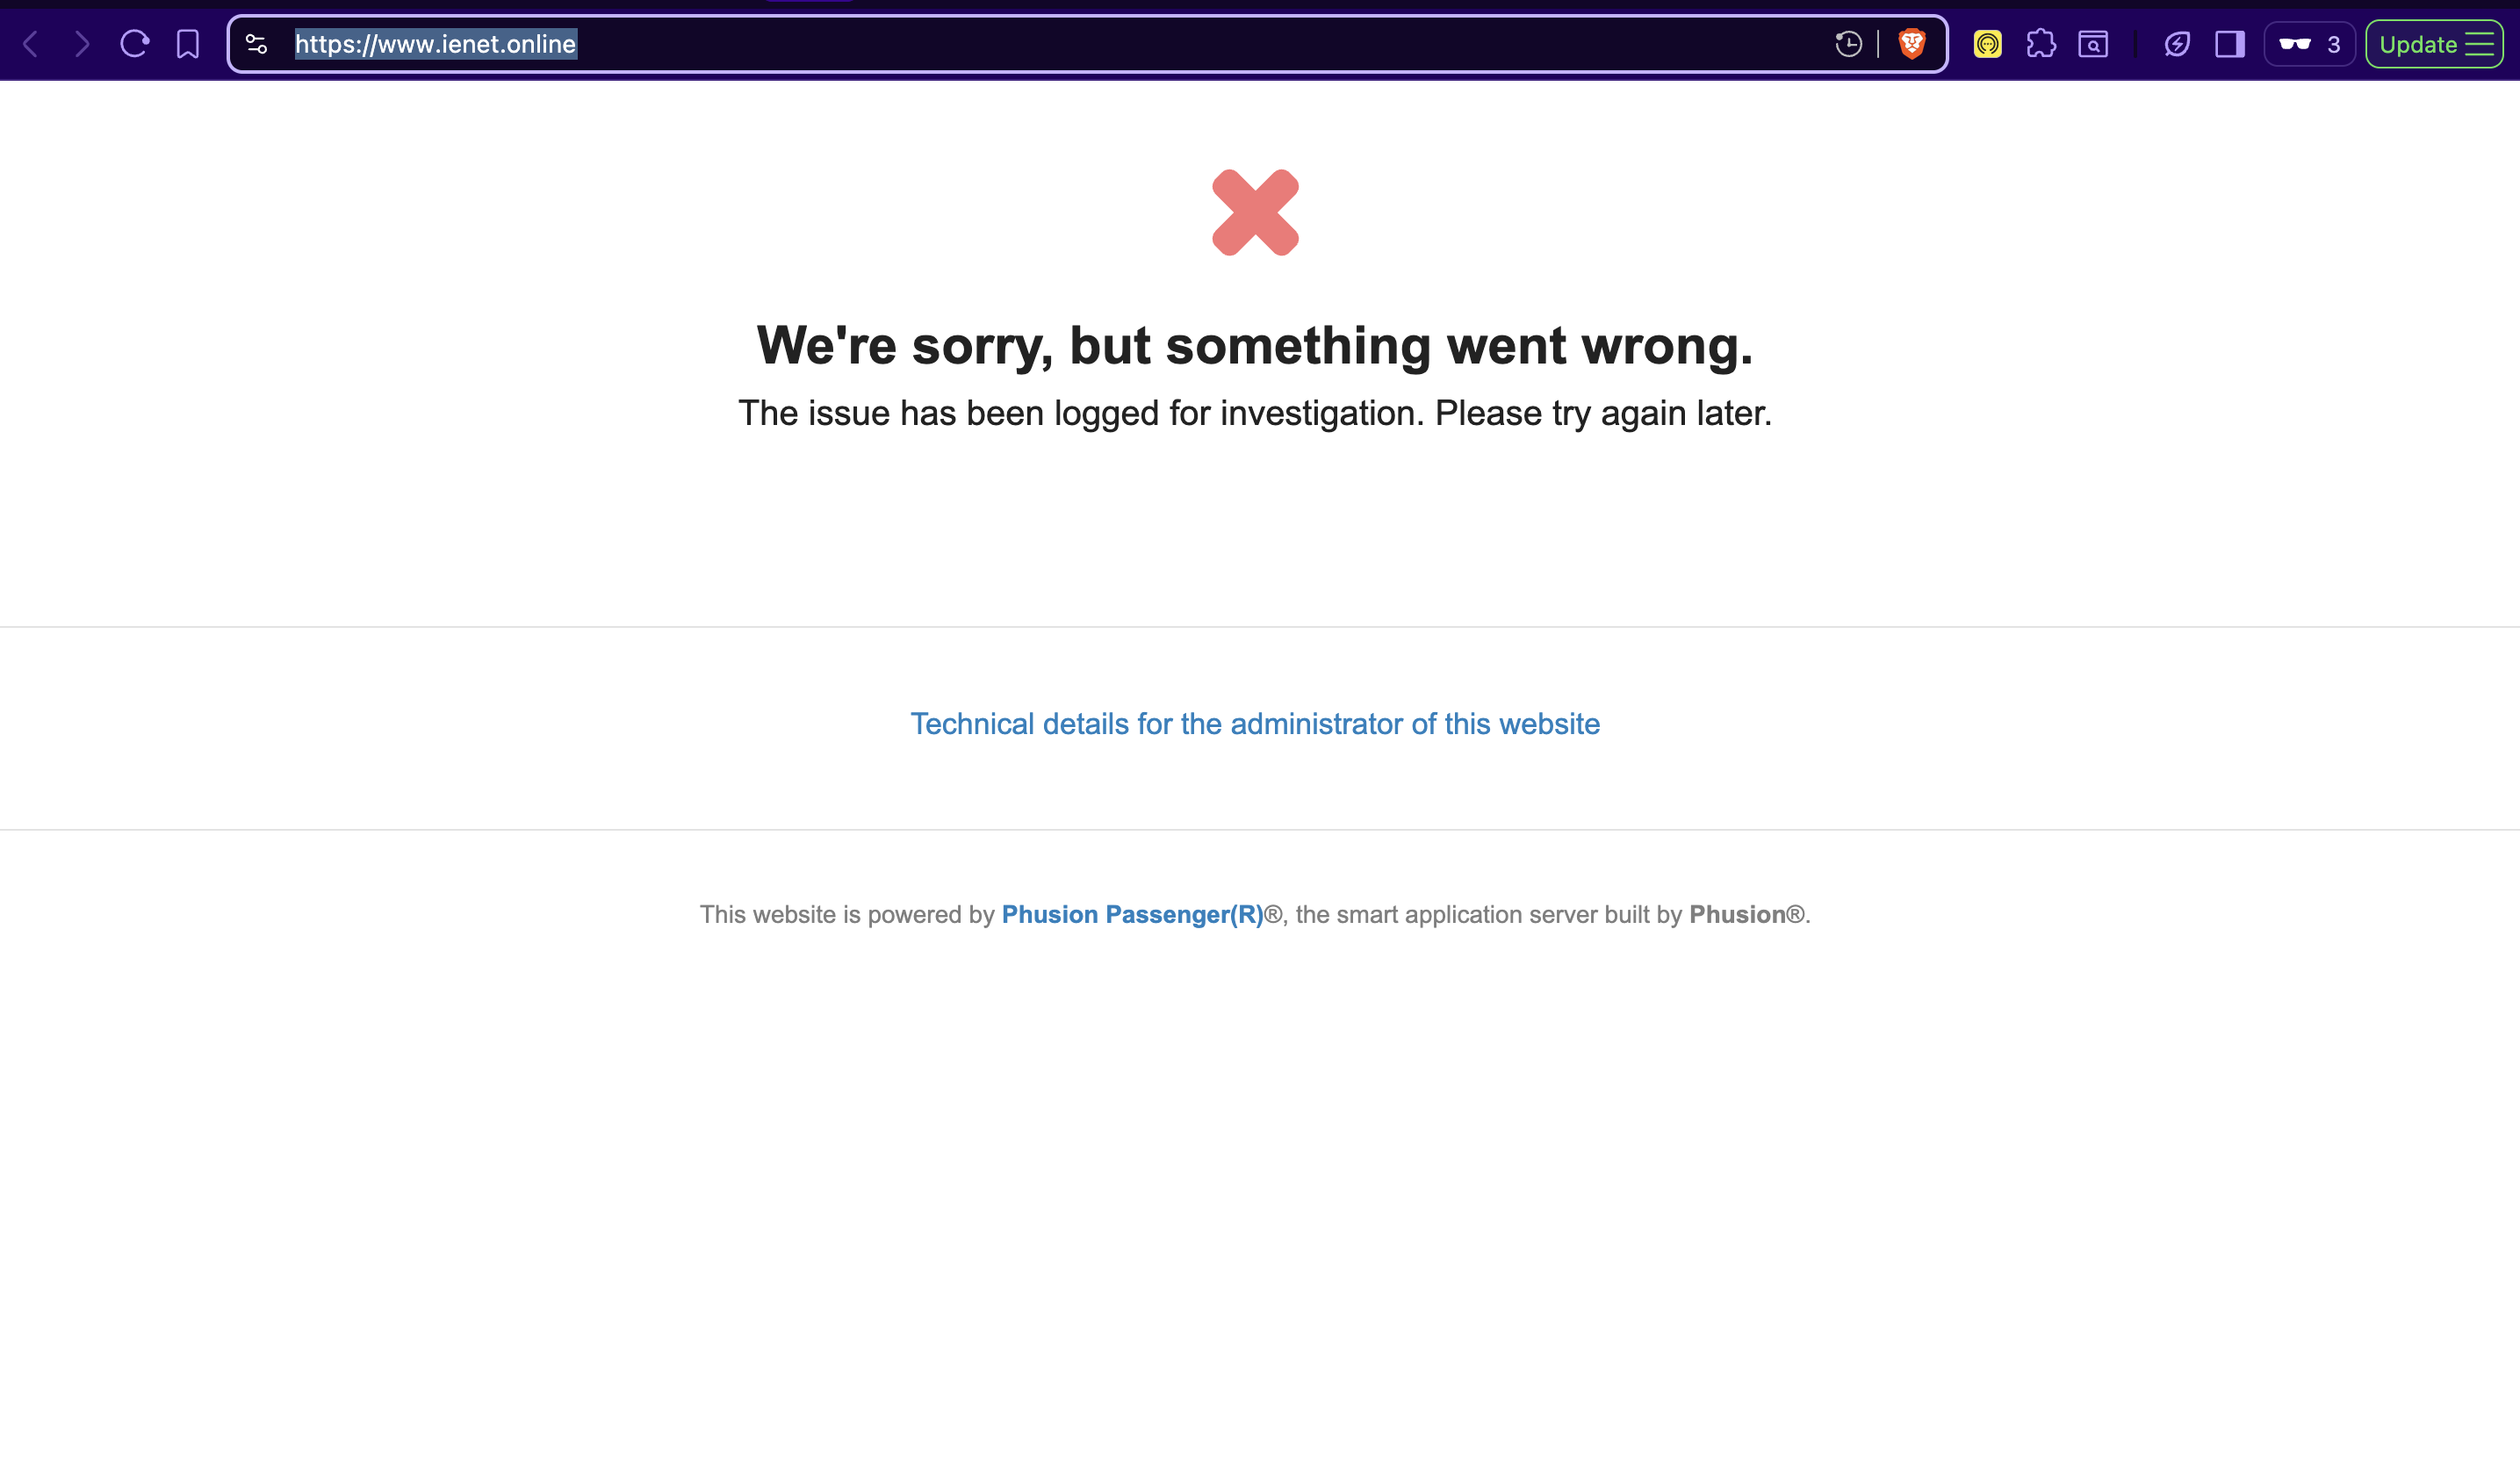 https://www.ienet.online
3
Update
We're sorry, but something went wrong.
The issue has been logged for investigation. Please try again later.
Technical details for the administrator of this website
This website is powered by Phusion Passenger(R)®, the smart application server built by Phusion®.